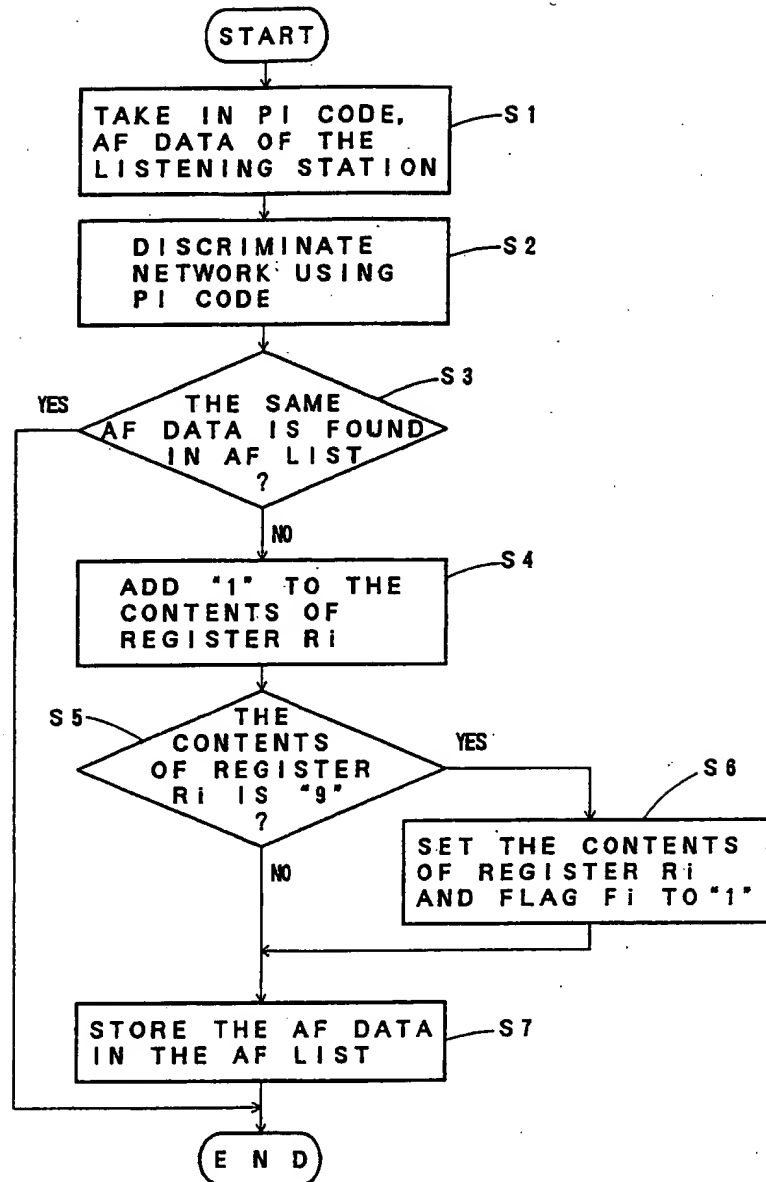 START
TAKE IN PI CODE,
AF DATA OF THE
LISTENING STATION
S1
DISCRIMINATE
NETWORK USING
PI CODE
S2
S3
YES
THE SAME
AF DATA IS FOUND
IN AF LIST
?
NO
S4
ADD "1" TO THE
CONTENTS OF
REGISTER Ri
S5
THE
CONTENTS
OF REGISTER
Ri IS "9"
?
YES
NO
S6
SET THE CONTENTS
OF REGISTER Ri
AND FLAG Fi TO "1"
STORE THE AF DATA
IN THE AF LIST
S7
END